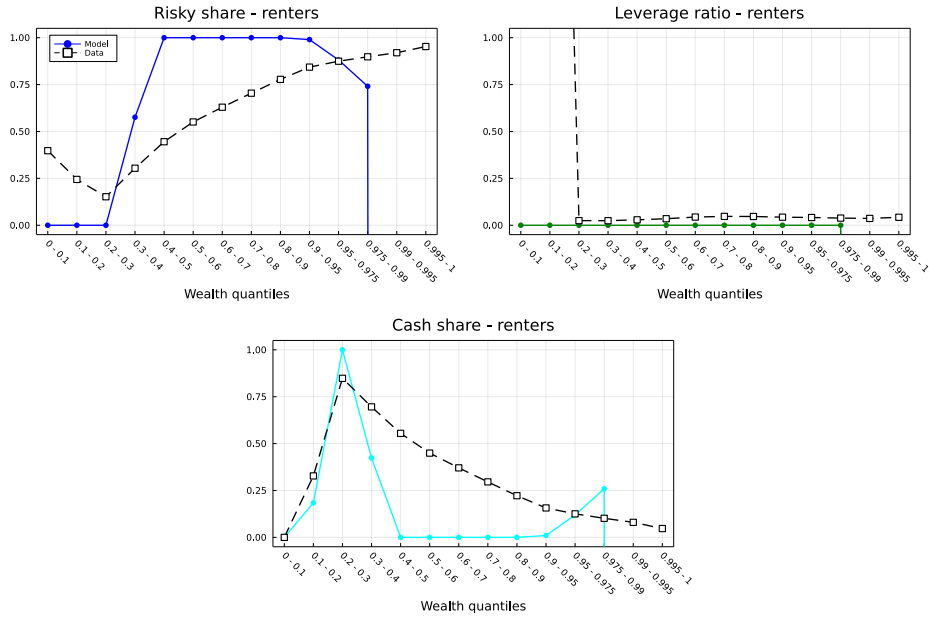 Risky share - renters
1.00
0.75
0.50
0.25
0.00
Model
Data
0 - 0.1
0.1 - 0.2
0.2 - 0.3
0.3 - 0.4
0.4 - 0.5
0.5 - 0.6
0.6 - 0.7
0.7 - 0.8
0.8 - 0.9
0.9 - 0.95
0.95 - 0.975
0.975 - 0.99
0.99 - 0.995
0.995 - 1
Wealth quantiles
Leverage ratio - renters
1.00
0.75
0.50
0.25
0.00
0 - 0.1
0.1 - 0.2
0.2 - 0.3
0.3 - 0.4
0.4 - 0.5
0.5 - 0.6
0.6 - 0.7
0.7 - 0.8
0.8 - 0.9
0.9 - 0.95
0.95 - 0.975
0.975 - 0.99
0.99 - 0.995
0.995 - 1
Wealth quantiles
Cash share - renters
1.00
0.75
0.50
0.25
0.00
0 - 0.1
0.1 - 0.2
0.2 - 0.3
0.3 - 0.4
0.4 - 0.5
0.5 - 0.6
0.6 - 0.7
0.7 - 0.8
0.8 - 0.9
0.9 - 0.95
0.95 - 0.975
0.975 - 0.99
0.99 - 0.995
0.995 - 1
Wealth quantiles